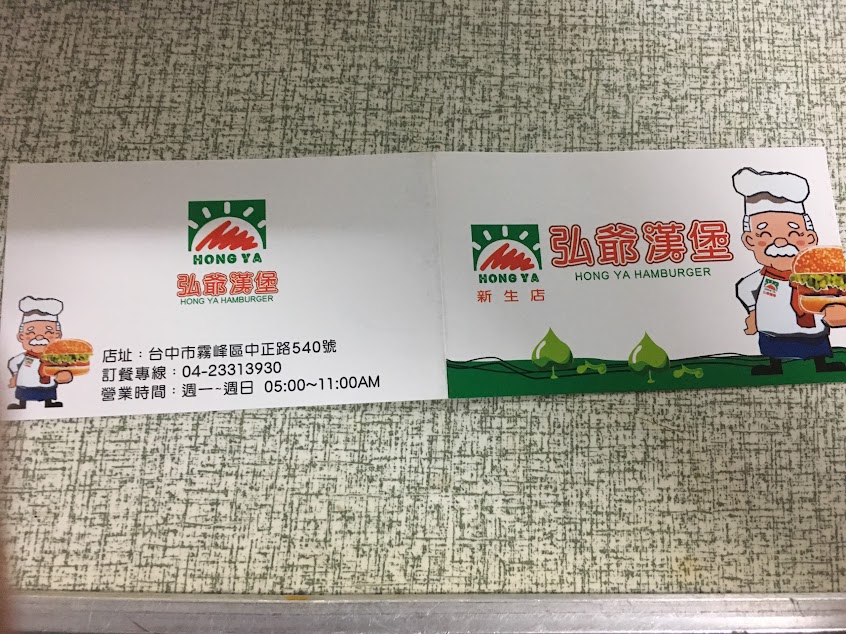 HONG YA
弘爺漢堡
HONG YA HAMBURGER
店址：台中市霧峰區中正路540號
訂餐專線：04-23313930
營業時間：週一~週日 05:00~11:00AM
HONG YA
新生店
弘爺漢堡
HONG YA HAMBURGER
HONG YA